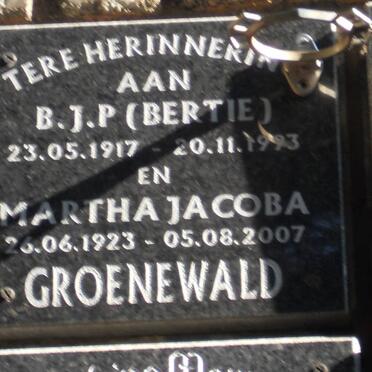 TERE HERINNERIN
AAN
B.J.P (BERTIE)
23.05.1917 - 20.11.1993
EN
MARTHA JACOBA
26.06.1923 - 05.08.2007
GROENEWALD